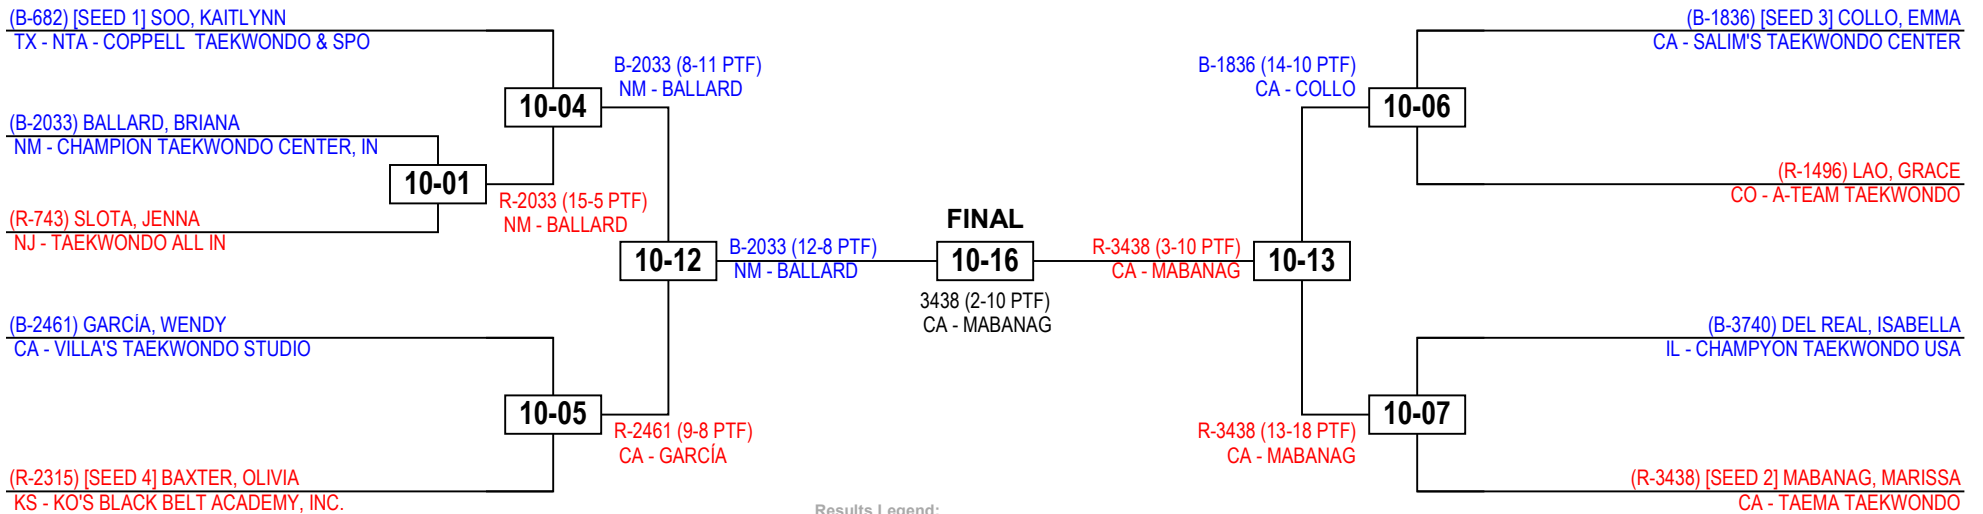 (B-682) [SEED 1] SOO, KAITLYNN
TX - NTA - COPPELL  TAEKWONDO & SPO
(B-2033) BALLARD, BRIANA
NM - CHAMPION TAEKWONDO CENTER, IN
(R-743) SLOTA, JENNA
NJ - TAEKWONDO ALL IN
(B-2461) GARCÍA, WENDY
CA - VILLA'S TAEKWONDO STUDIO
(R-2315) [SEED 4] BAXTER, OLIVIA
KS - KO'S BLACK BELT ACADEMY, INC.
10-01
R-2033 (15-5 PTF)
NM - BALLARD
10-04
B-2033 (8-11 PTF)
NM - BALLARD
10-05
R-2461 (9-8 PTF)
CA - GARCÍA
10-12
B-2033 (12-8 PTF)
NM - BALLARD
FINAL
10-16
3438 (2-10 PTF)
CA - MABANAG
R-3438 (3-10 PTF)
CA - MABANAG
10-13
B-1836 (14-10 PTF)
CA - COLLO
10-06
R-3438 (13-18 PTF)
CA - MABANAG
10-07
(B-1836) [SEED 3] COLLO, EMMA
CA - SALIM'S TAEKWONDO CENTER
(R-1496) LAO, GRACE
CO - A-TEAM TAEKWONDO
(B-3740) DEL REAL, ISABELLA
IL - CHAMPYON TAEKWONDO USA
(R-3438) [SEED 2] MABANAG, MARISSA
CA - TAEMA TAEKWONDO
Results Legend: